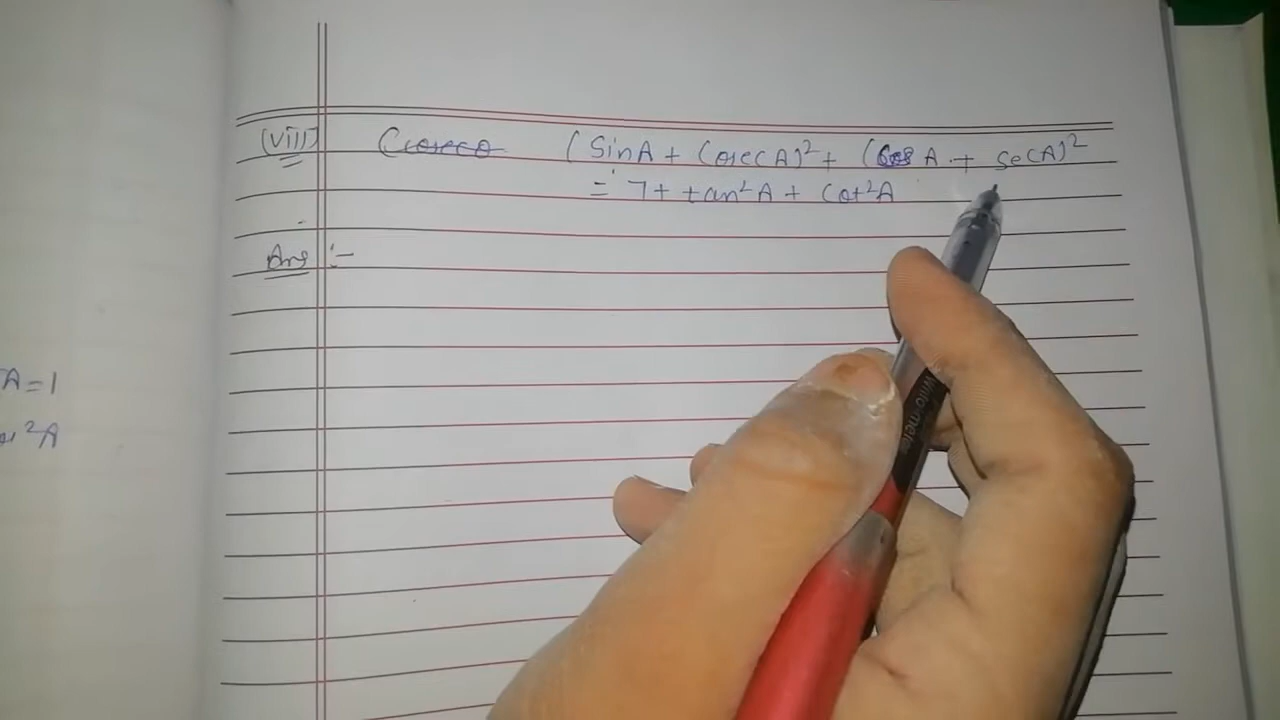 (viii) (SinA + CosecA)² + (CosA + SecA)²
= 7 + tan²A + Cot²A
Ans :-
A = 1
²A